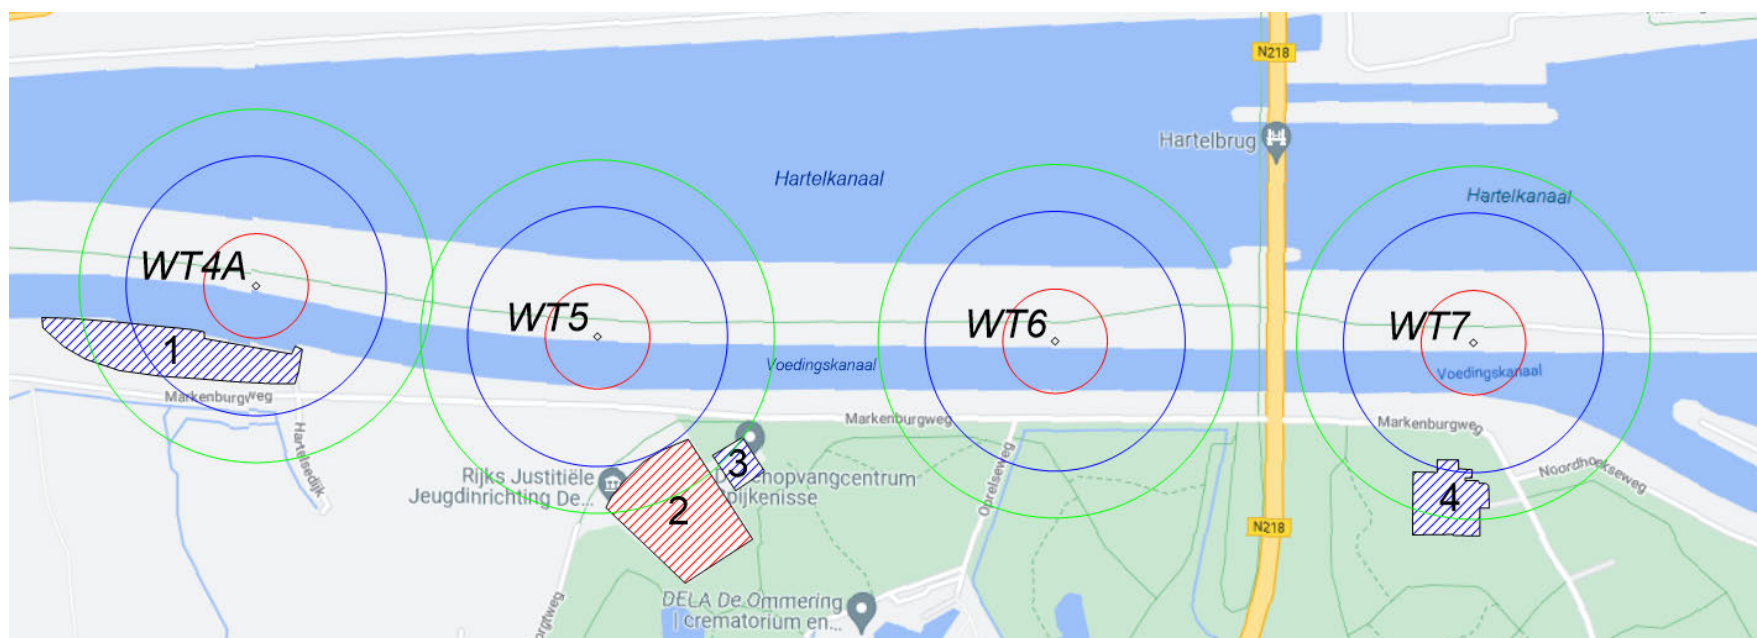 N218
Hartelbrug
Hartelkanaal
Hartelkanaal
WT4A
WT5
WT6
WT7
1
Voedingskanaal
Voedingskanaal
Markenburgweg
Markenburgweg
Markenburgweg
Hartelsedijk
Oprelseweg
Noordhoekseweg
Rijks Justitiële
Jeugdinrichting De...
3
hopvangcentrum
pijkenisse
2
4
N218
DELA De Ommering
| crematorium en...